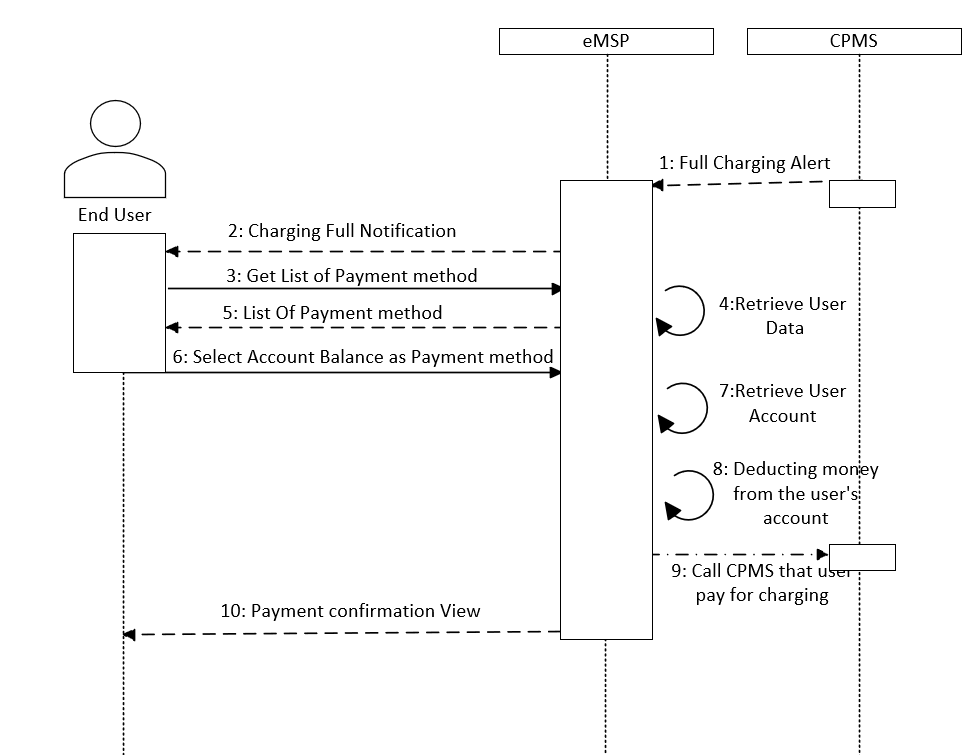 eMSP
CPMS
1: Full Charging Alert
End User
2: Charging Full Notification
3: Get List of Payment method
4:Retrieve User
Data
5: List Of Payment method
6: Select Account Balance as Payment method
7:Retrieve User
Account
8: Deducting money
from the user's
account
9: Call CPMS that user
pay for charging
10: Payment confirmation View